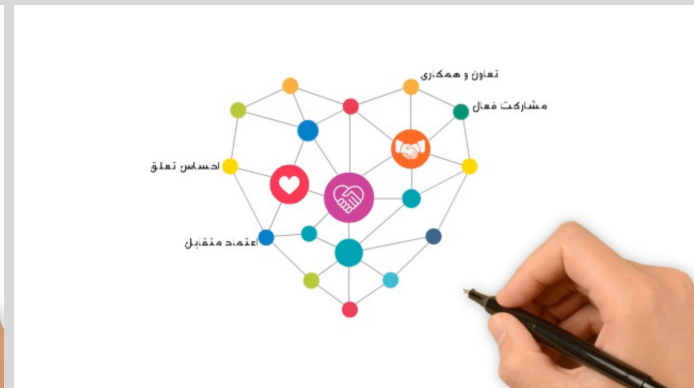 تعاون و همکاری
مشارکت فعال
احساس تعلق
اعتماد متقابل